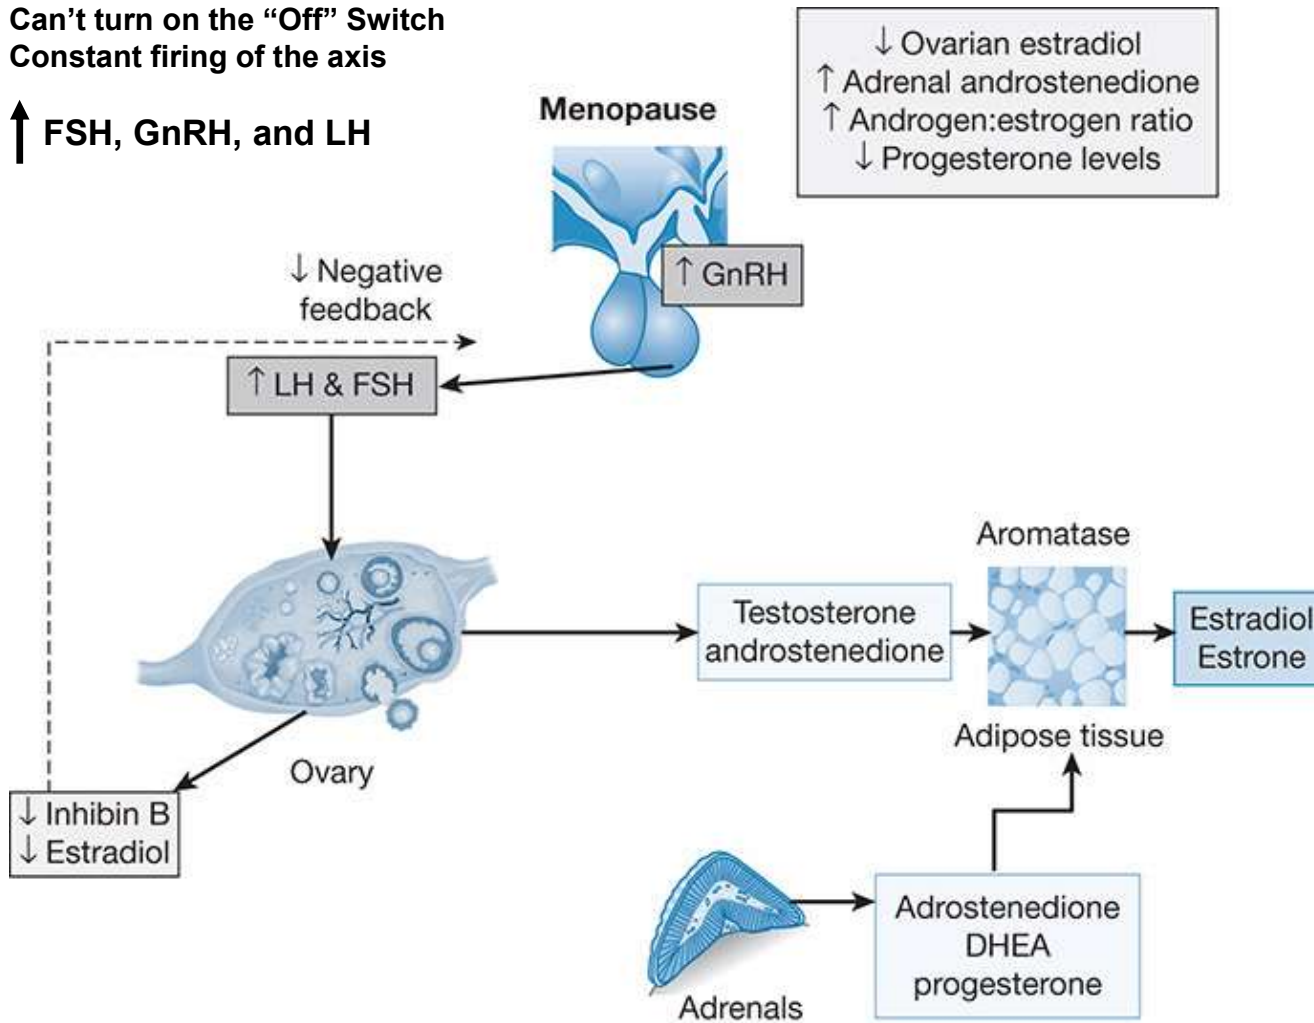 Can’t turn on the “Off” Switch
Constant firing of the axis
↑ FSH, GnRH, and LH
Menopause
↓ Ovarian estradiol
↑ Adrenal androstenedione
↑ Androgen:estrogen ratio
↓ Progesterone levels
↑ GnRH
↓ Negative
feedback
↑ LH & FSH
Aromatase
Testosterone
androstenedione
Estradiol
Estrone
Adipose tissue
Ovary
↓ Inhibin B
↓ Estradiol
Adrostenedione
DHEA
progesterone
Adrenals